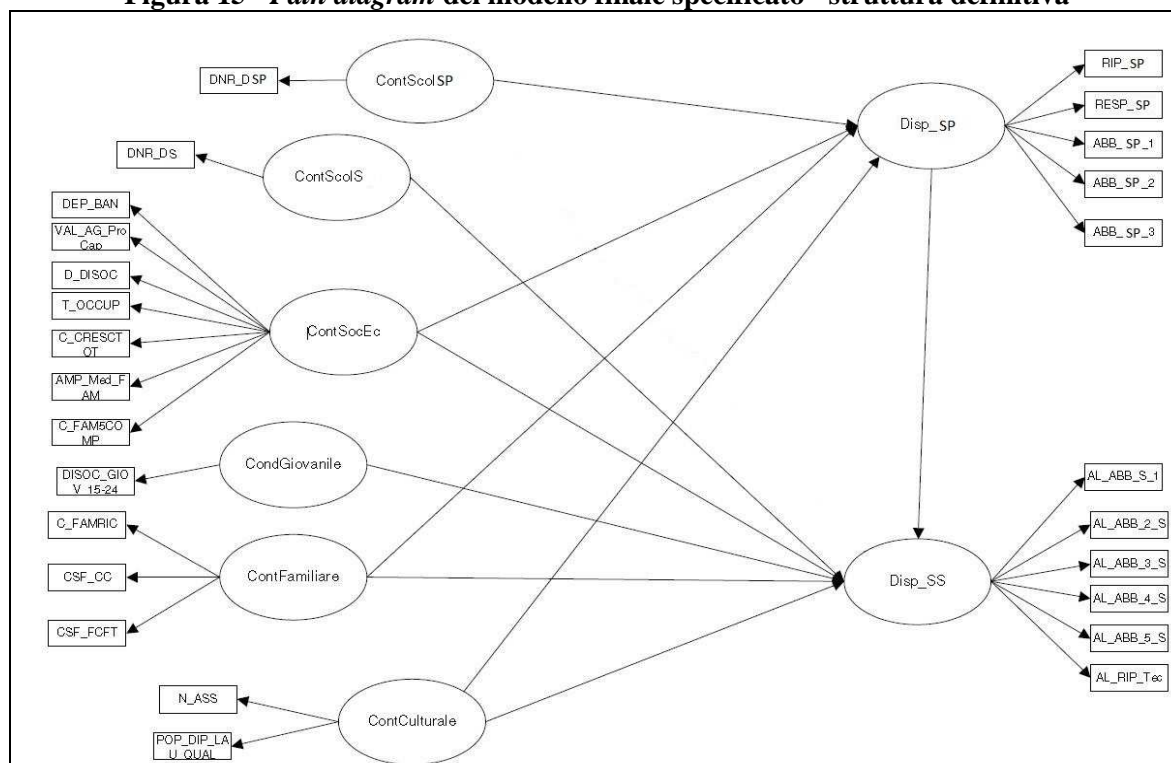 Figura 15 - Path diagram del modello finale specificato - struttura definitiva
DNR_DSP
ContScolSP
DNR_DS
ContScolS
DEP_BAN
VAL_AG_Pro
Cap
D_DISOC
T_OCCUP
C_CRESCT
OT
AMP_Med_F
AM
C_FAM5CO
MP
ContSocEc
DISOC_GIO
V_15-24
CondGiovanile
C_FAMRIC
CSF_CC
CSF_FCFT
ContFamiliare
N_ASS
POP_DIP_LA
U_QUAL
ContCulturale
Disp_SP
RIP_SP
RESP_SP
ABB_SP_1
ABB_SP_2
ABB_SP_3
Disp_SS
AL_ABB_S_1
AL_ABB_2_S
AL_ABB_3_S
AL_ABB_4_S
AL_ABB_5_S
AL_RIP_Tec